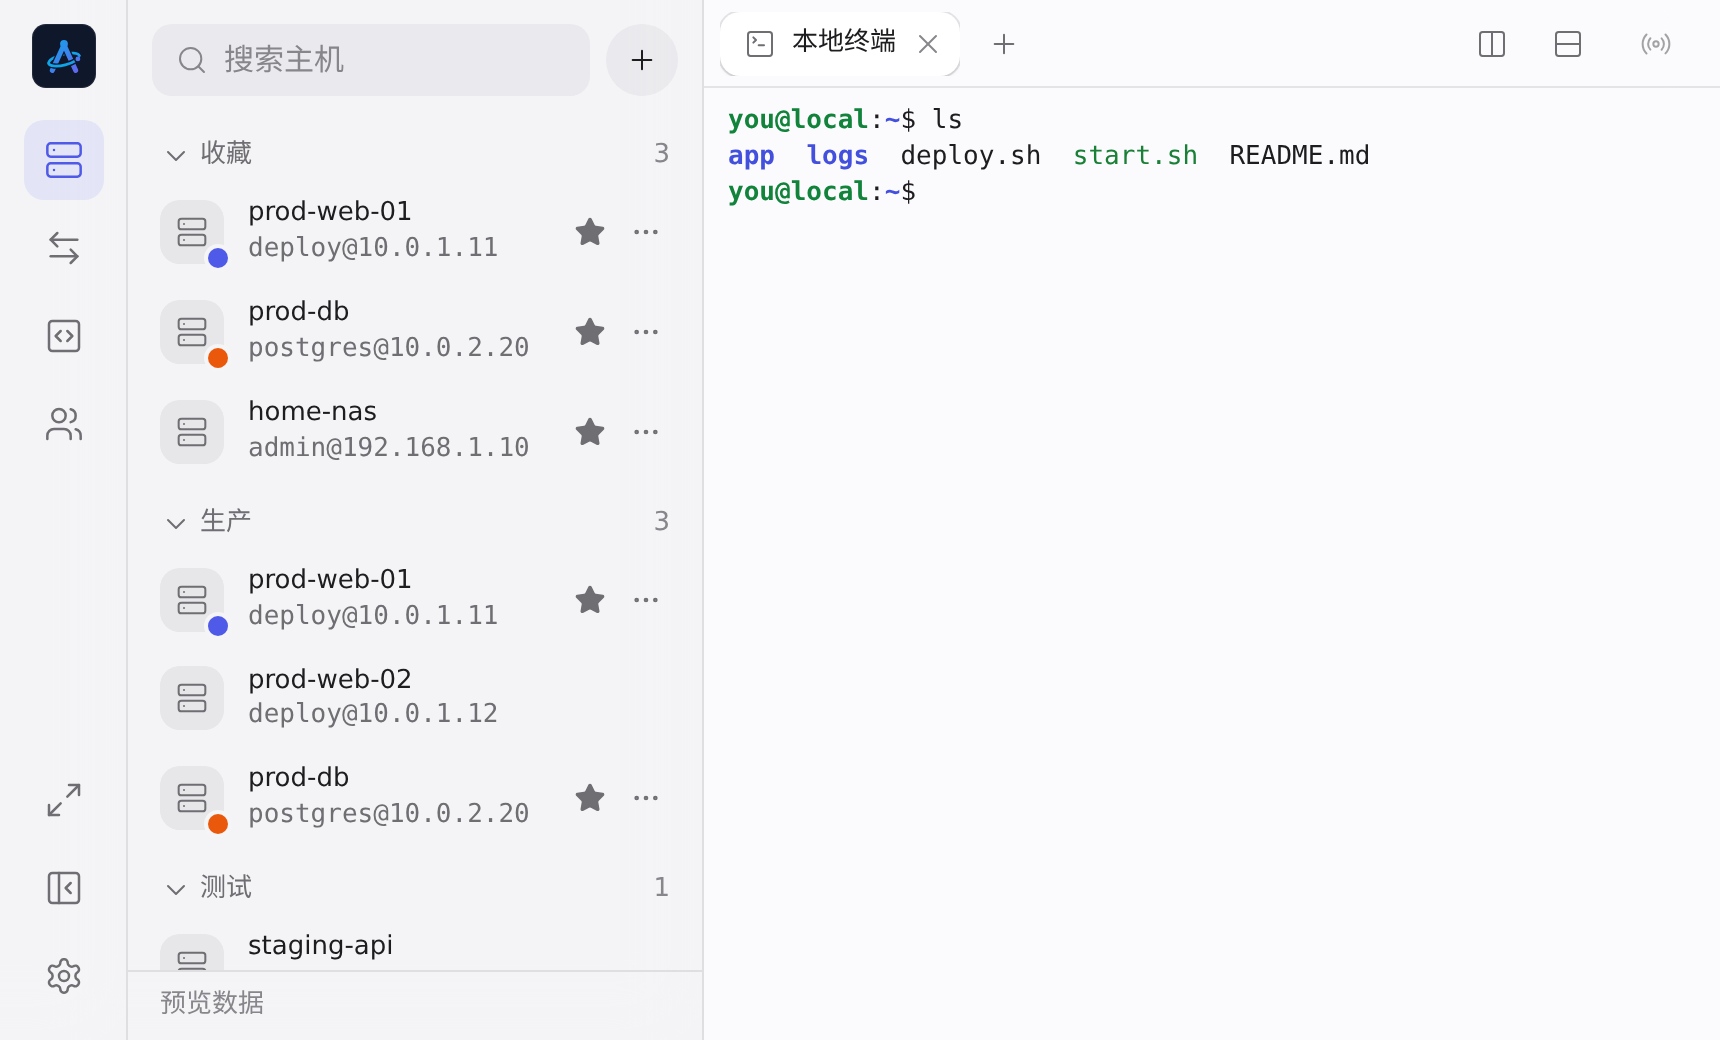 搜索主机
收藏 3
prod-web-01
deploy@10.0.1.11
prod-db
postgres@10.0.2.20
home-nas
admin@192.168.1.10
生产 3
prod-web-01
deploy@10.0.1.11
prod-web-02
deploy@10.0.1.12
prod-db
postgres@10.0.2.20
测试 1
staging-api
预览数据
本地终端
you@local:~$ ls
app logs deploy.sh start.sh README.md
you@local:~$